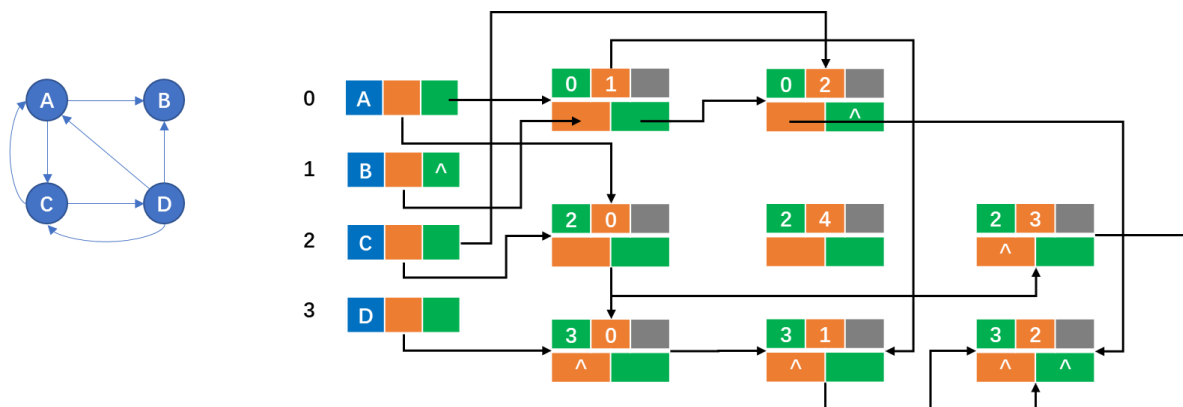 A B
C D
0 A 0 1 0 2
^
1 B ^
2 C 2 0 2 4 2 3
^
3 D
3 0 3 1 3 2
^ ^ ^ ^